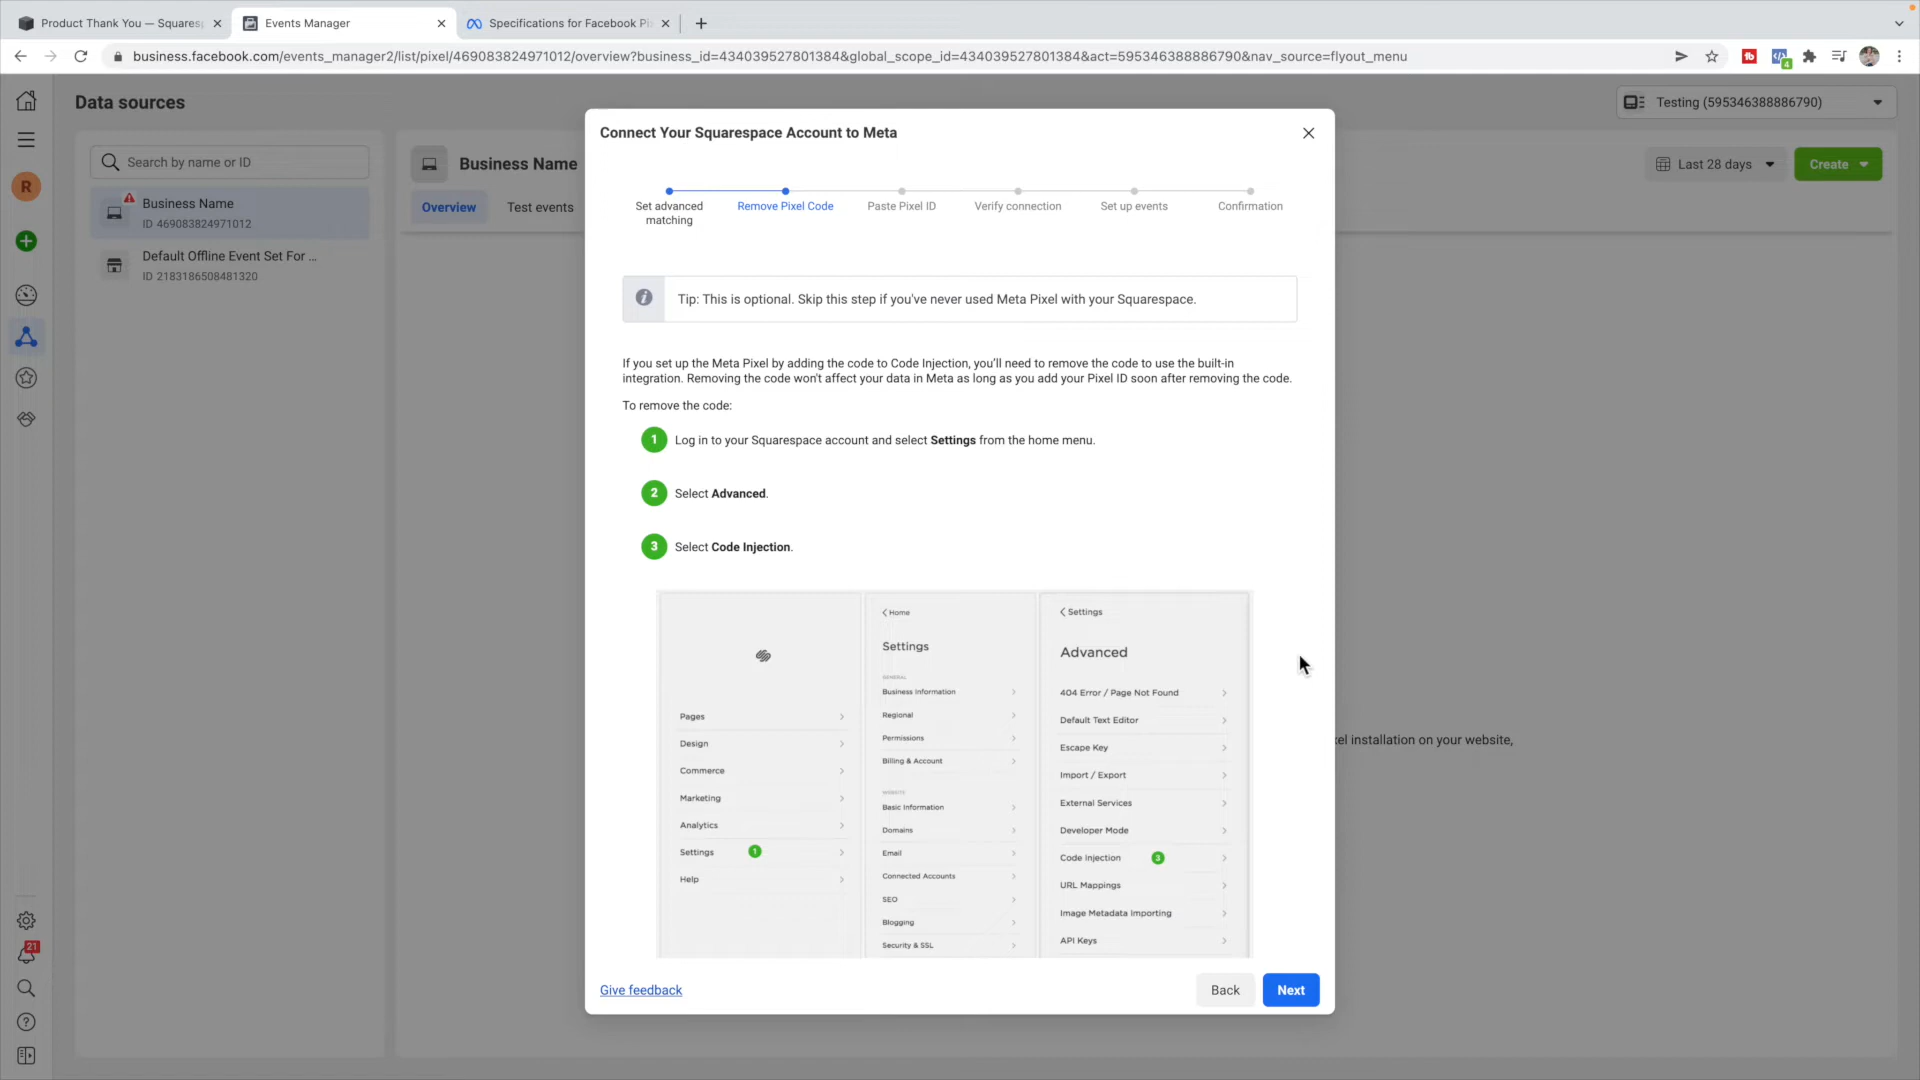 Product Thank You — Squaresp
Events Manager
Specifications for Facebook Pi
business.facebook.com/events_manager2/list/pixel/469083824971012/overview?business_id=434039527801384&global_scope_id=434039527801384&act=595346388886790&nav_source=flyout_menu
4
Data sources
Testing (595346388886790)
Search by name or ID
Business Name
Last 28 days
Create
R
Business Name
ID 469083824971012
Overview
Test events
Default Offline Event Set For ...
ID 2183186508481320
Connect Your Squarespace Account to Meta
Set advanced matching
Remove Pixel Code
Paste Pixel ID
Verify connection
Set up events
Confirmation
Tip: This is optional. Skip this step if you've never used Meta Pixel with your Squarespace.
If you set up the Meta Pixel by adding the code to Code Injection, you'll need to remove the code to use the built-in
integration. Removing the code won't affect your data in Meta as long as you add your Pixel ID soon after removing the code.
To remove the code:
1 Log in to your Squarespace account and select Settings from the home menu.
2 Select Advanced.
3 Select Code Injection.
Pages
Design
Commerce
Marketing
Analytics
Settings 1
Help
Home
Settings
GENERAL
Business Information
Regional
Permissions
Billing & Account
WEBSITE
Basic Information
Domains
Email
Connected Accounts
SEO
Blogging
Security & SSL
Settings
Advanced
404 Error / Page Not Found
Default Text Editor
Escape Key
Import / Export
External Services
Developer Mode
Code Injection 3
URL Mappings
Image Metadata Importing
API Keys
xel installation on your website,
21
Give feedback
Back
Next